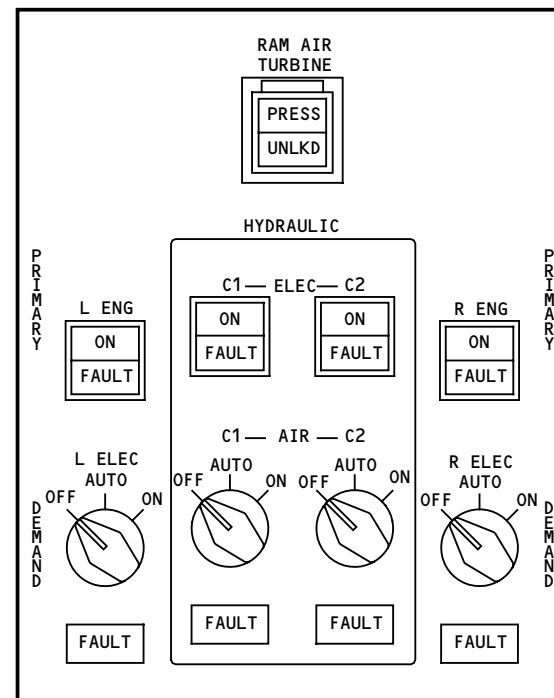 RAM AIR
TURBINE
PRESS
UNLKD
HYDRAULIC
PRIMARY
PRIMARY
C1 — ELEC — C2
L ENG
ON
FAULT
ON
FAULT
ON
FAULT
R ENG
ON
FAULT
DEMAND
DEMAND
L ELEC
OFF AUTO ON
C1 — AIR — C2
OFF AUTO ON
OFF AUTO ON
R ELEC
OFF AUTO ON
FAULT
FAULT
FAULT
FAULT